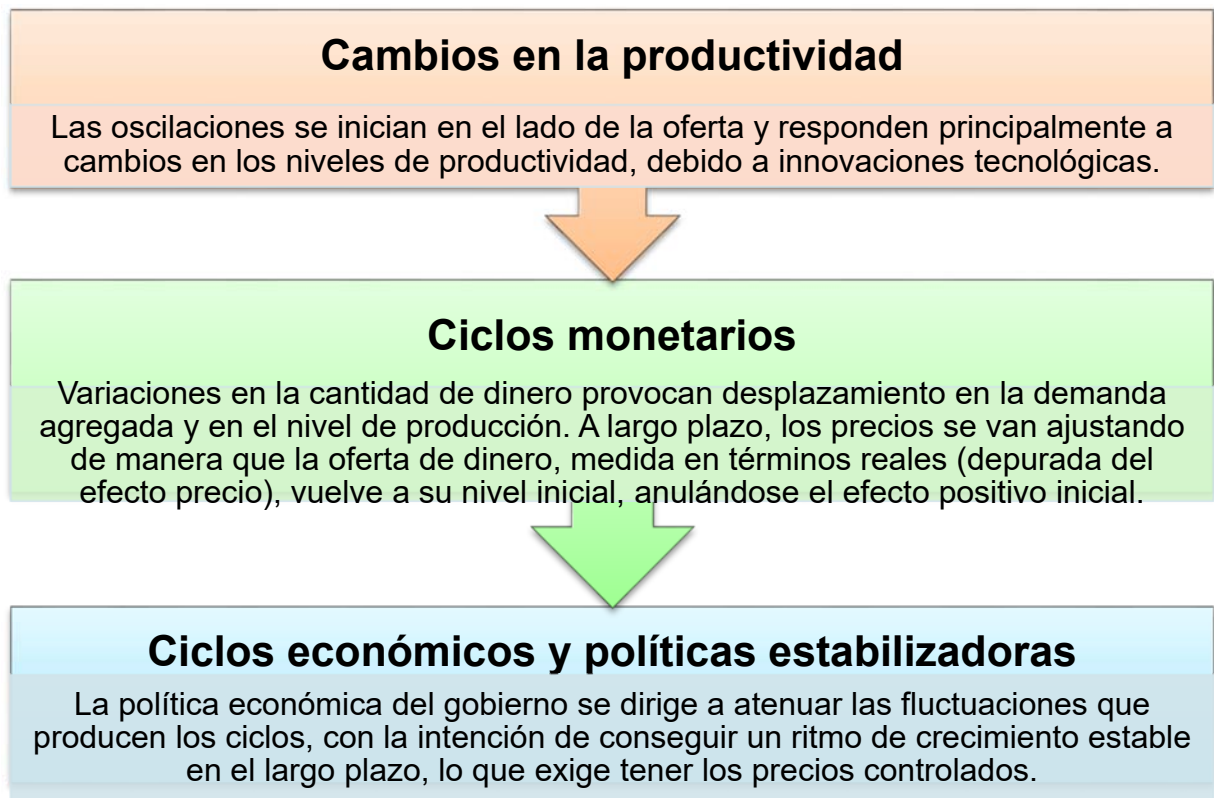 Cambios en la productividad
Las oscilaciones se inician en el lado de la oferta y responden principalmente a
cambios en los niveles de productividad, debido a innovaciones tecnológicas.
Ciclos monetarios
Variaciones en la cantidad de dinero provocan desplazamiento en la demanda
agregada y en el nivel de producción. A largo plazo, los precios se van ajustando
de manera que la oferta de dinero, medida en términos reales (depurada del
efecto precio), vuelve a su nivel inicial, anulándose el efecto positivo inicial.
Ciclos económicos y políticas estabilizadoras
La política económica del gobierno se dirige a atenuar las fluctuaciones que
producen los ciclos, con la intención de conseguir un ritmo de crecimiento estable
en el largo plazo, lo que exige tener los precios controlados.